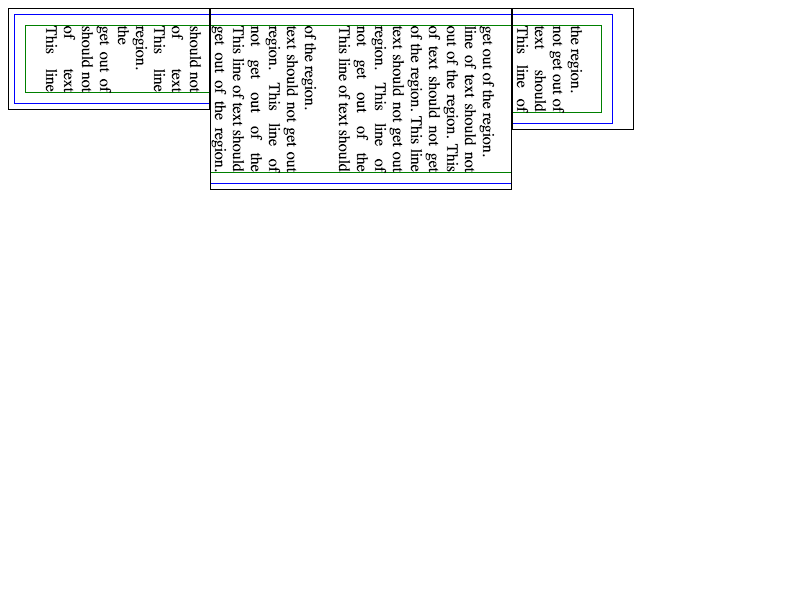 This line
of text
should not
get out of
the
region.
This line
of text
should not
get out of the region.
This line of text should
not get out of the
region. This line of
text should not get out
of the region.
This line of text should
not get out of the
region. This line of
text should not get out
of the region. This line
of text should not get
out of the region. This
line of text should not
get out of the region.
This line of
text should
not get out of
the region.